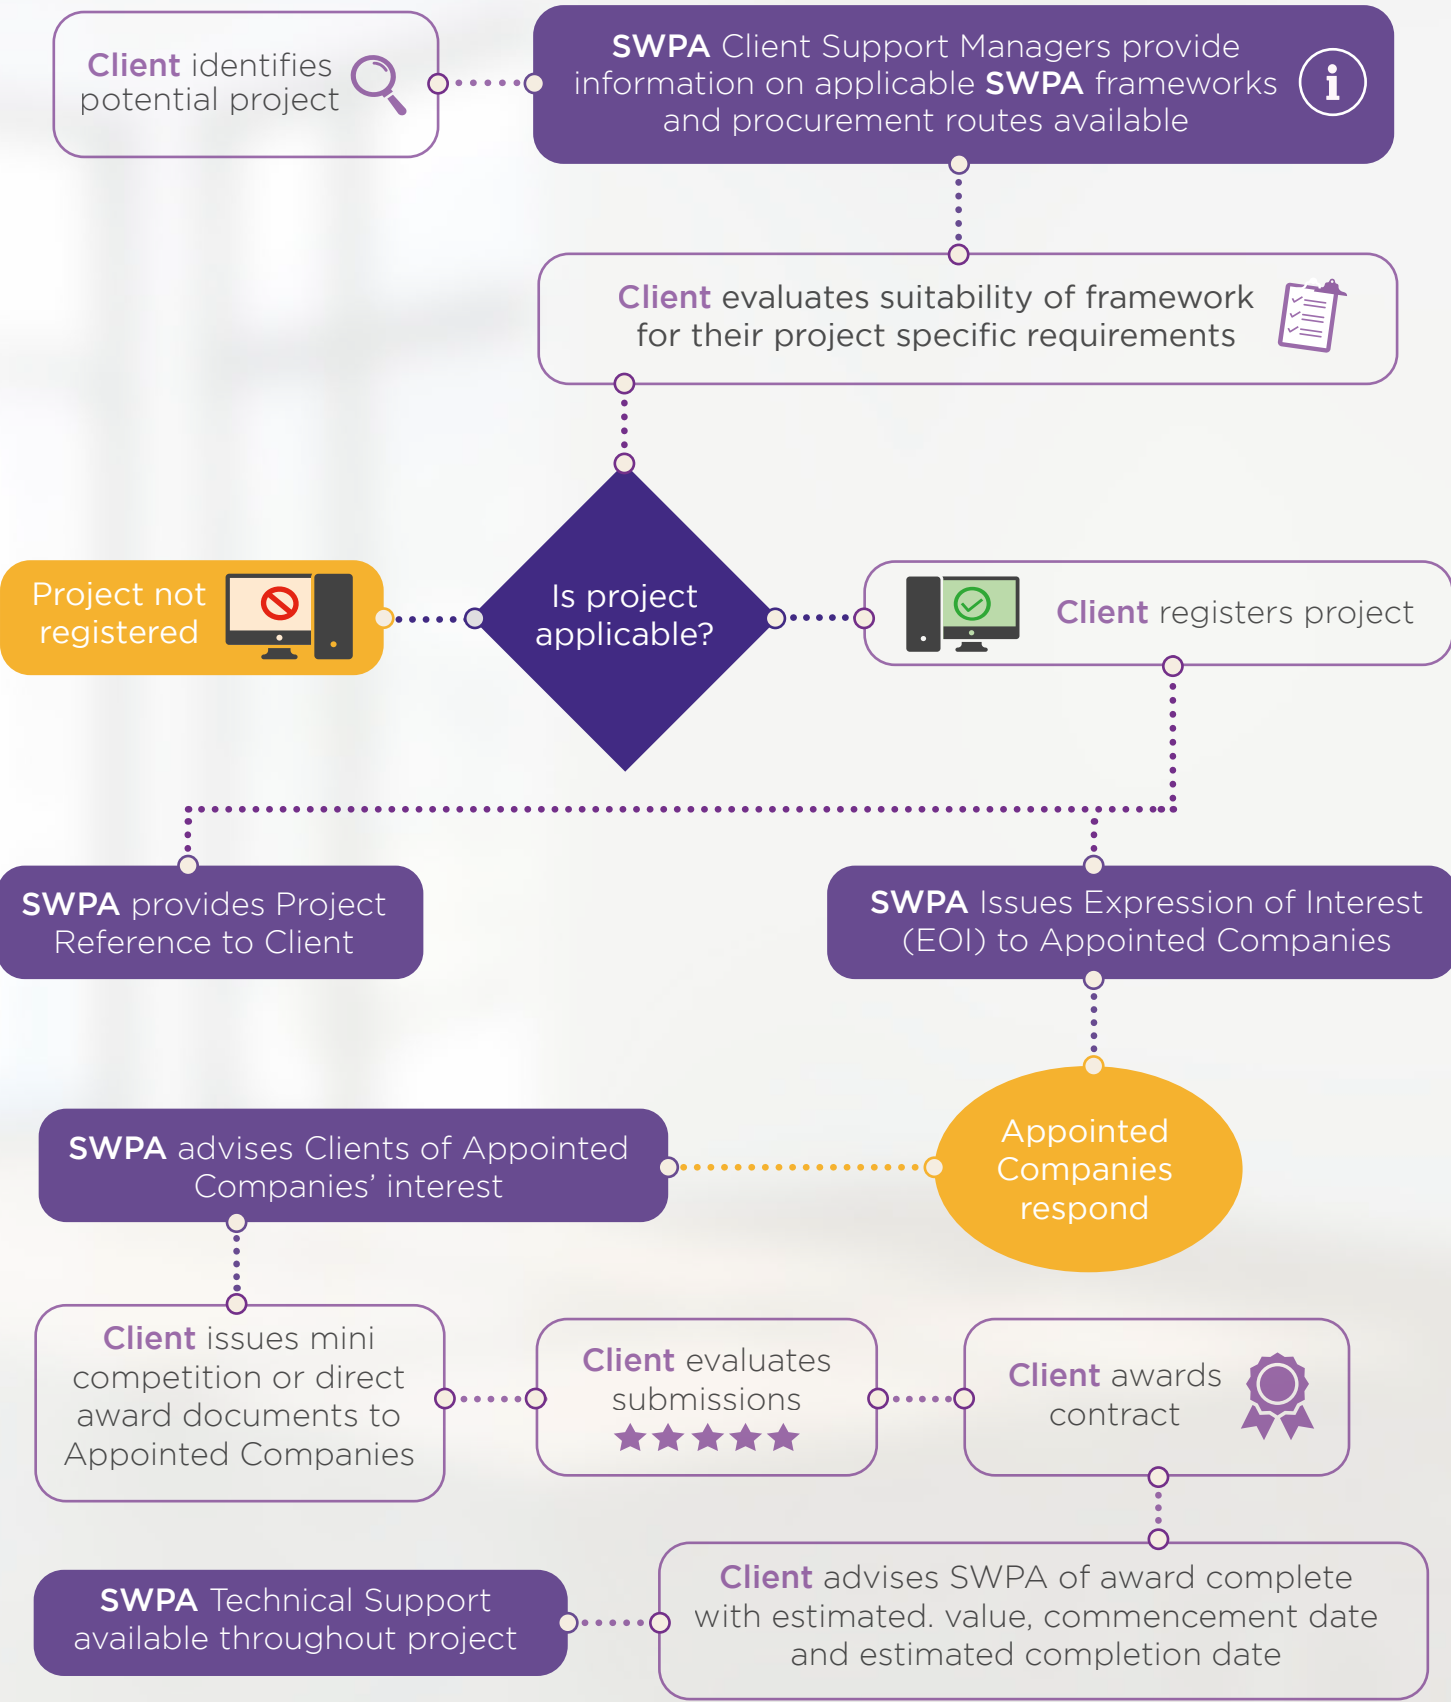 Client identifies
potential project
SWPA Client Support Managers provide
information on applicable SWPA frameworks
and procurement routes available
i
Client evaluates suitability of framework
for their project specific requirements
Is project
applicable?
Project not
registered
Client registers project
SWPA provides Project
Reference to Client
SWPA Issues Expression of Interest
(EOI) to Appointed Companies
Appointed
Companies
respond
SWPA advises Clients of Appointed
Companies’ interest
Client issues mini
competition or direct
award documents to
Appointed Companies
Client evaluates
submissions
Client awards
contract
Client advises SWPA of award complete
with estimated. value, commencement date
and estimated completion date
SWPA Technical Support
available throughout project